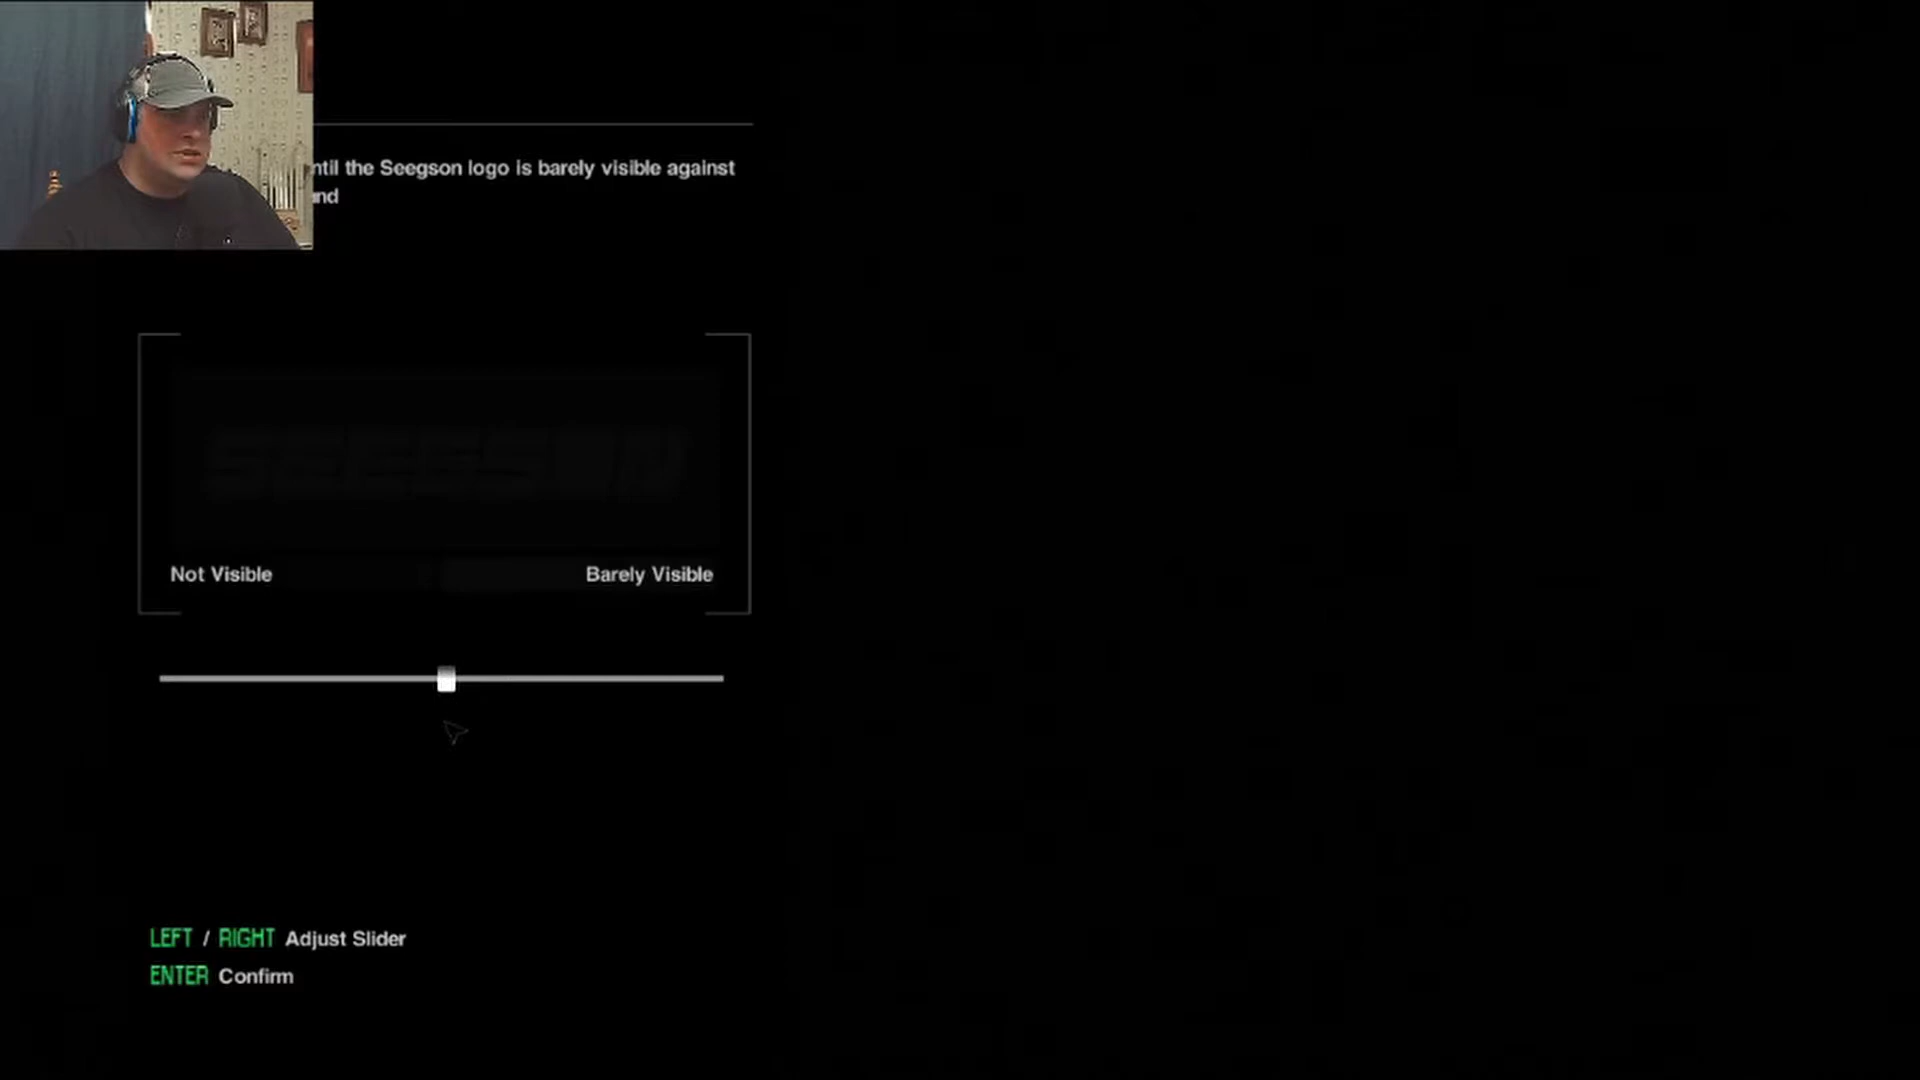 ntil the Seegson logo is barely visible against
nd
SEEGSON
Not Visible
Barely Visible
LEFT / RIGHT Adjust Slider
ENTER Confirm